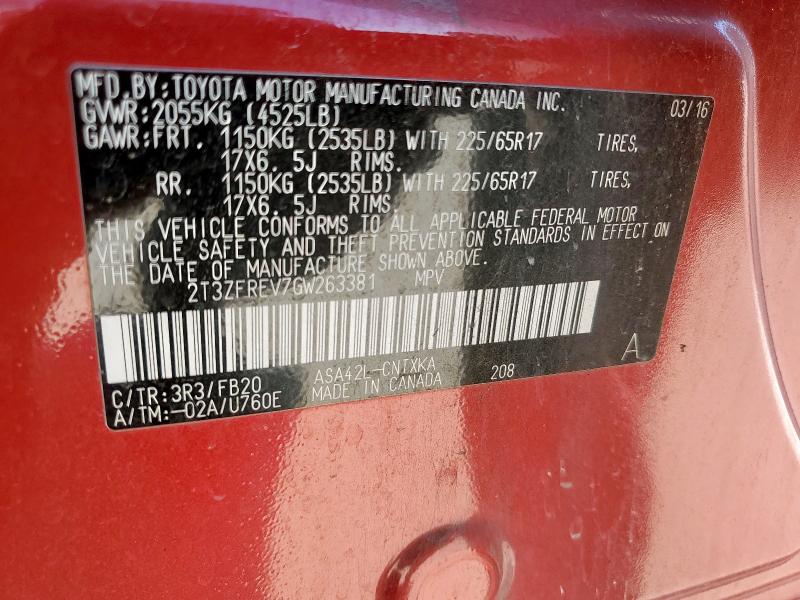 MFD. BY: TOYOTA MOTOR MANUFACTURING CANADA INC. 03/16
GVWR: 2055KG (4525LB)
GAWR: FRT. 1150KG (2535LB) WITH 225/65R17 TIRES,
17X6. 5J RIMS.
RR. 1150KG (2535LB) WITH 225/65R17 TIRES,
17X6. 5J RIMS.
THIS VEHICLE CONFORMS TO ALL APPLICABLE FEDERAL MOTOR
VEHICLE SAFETY AND THEFT PREVENTION STANDARDS IN EFFECT ON
THE DATE OF MANUFACTURE SHOWN ABOVE.
2T3ZFREV7GW263381 MPV
A
C/TR: 3R3/FB20 ASA42L-CNTXKA 208
A/TM: -02A/U760E MADE IN CANADA